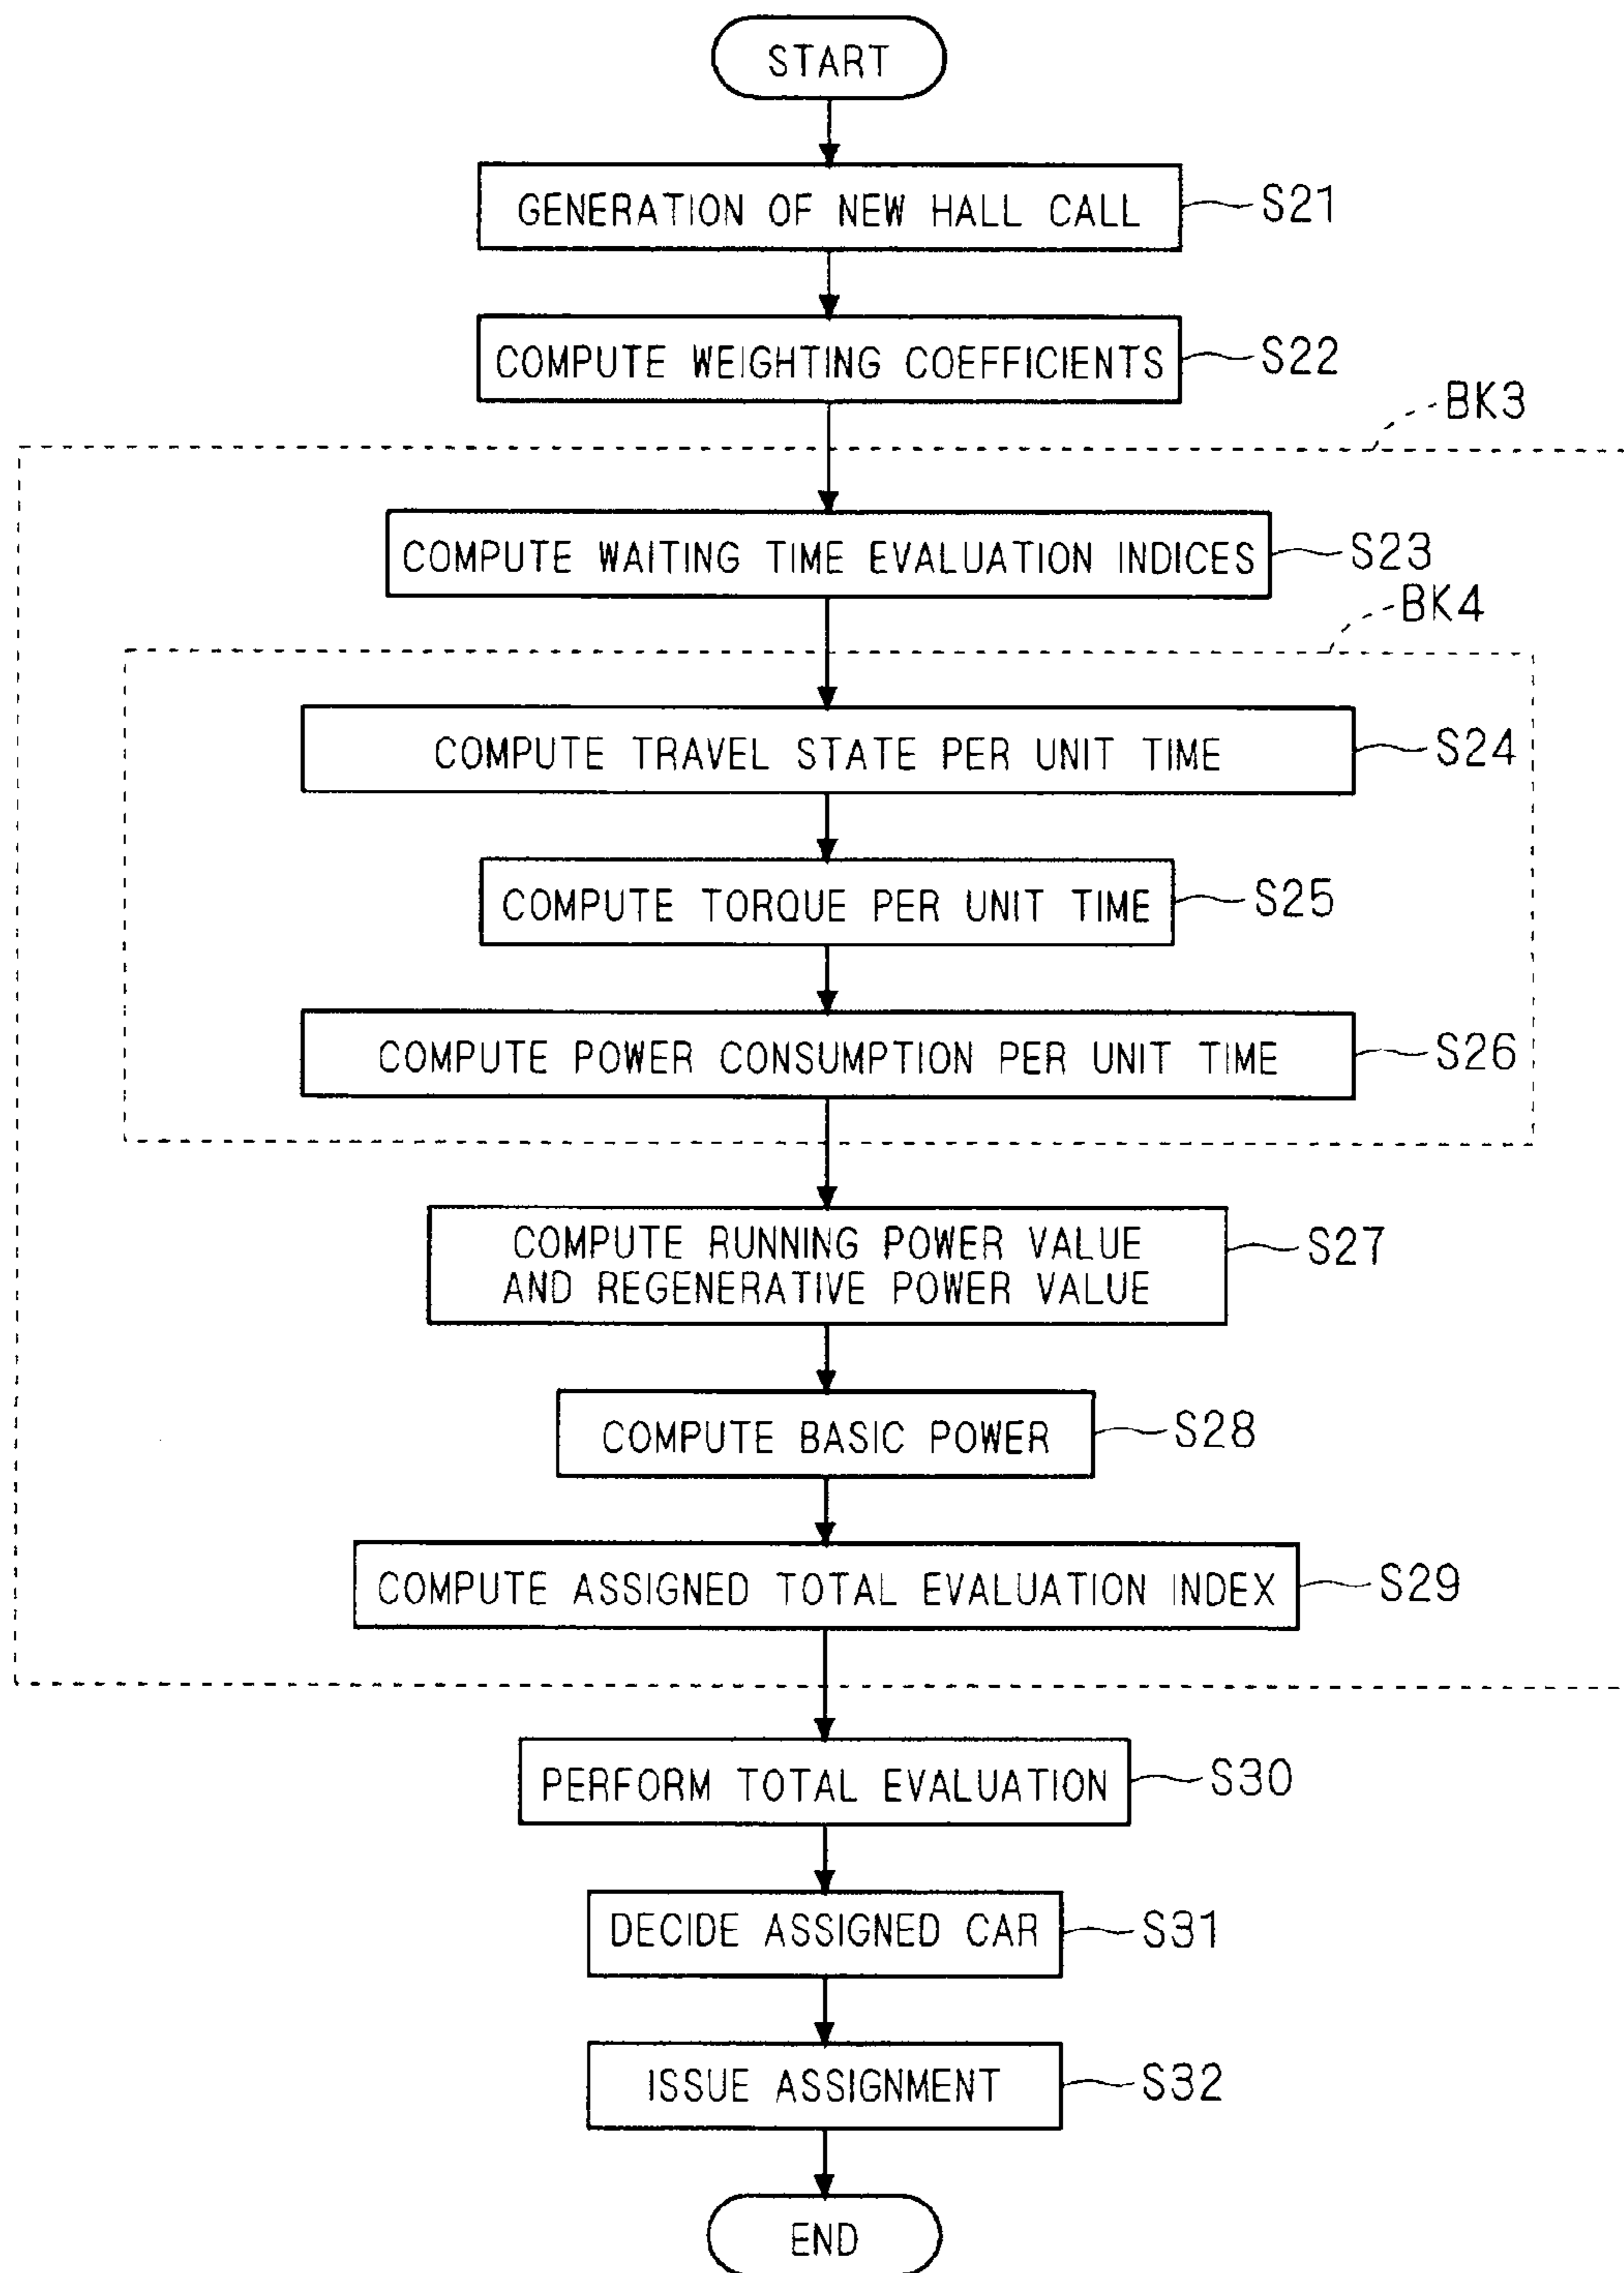 START
GENERATION OF NEW HALL CALL
S21
COMPUTE WEIGHTING COEFFICIENTS
S22
BK3
COMPUTE WAITING TIME EVALUATION INDICES
S23
BK4
COMPUTE TRAVEL STATE PER UNIT TIME
S24
COMPUTE TORQUE PER UNIT TIME
S25
COMPUTE POWER CONSUMPTION PER UNIT TIME
S26
COMPUTE RUNNING POWER VALUE
AND REGENERATIVE POWER VALUE
S27
COMPUTE BASIC POWER
S28
COMPUTE ASSIGNED TOTAL EVALUATION INDEX
S29
PERFORM TOTAL EVALUATION
S30
DECIDE ASSIGNED CAR
S31
ISSUE ASSIGNMENT
S32
END